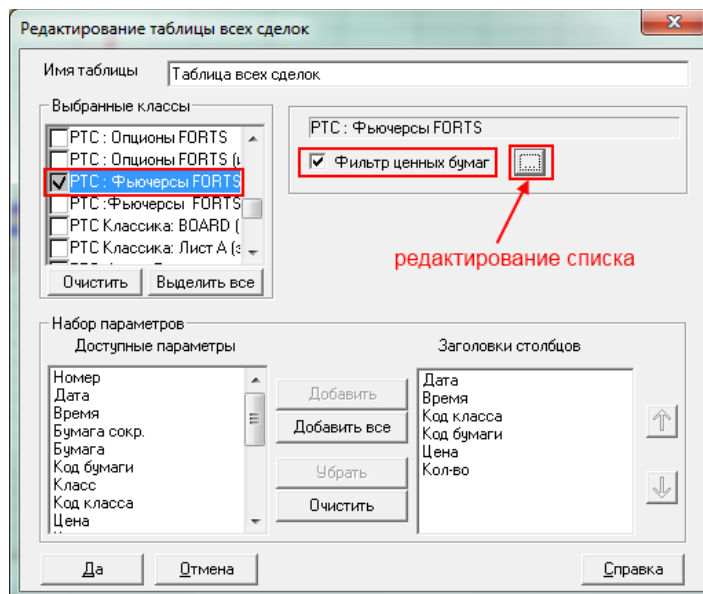 Редактирование таблицы всех сделок
Имя таблицы
Таблица всех сделок
Выбранные классы
РТС : Опционы FORTS
РТС : Опционы FORTS (
РТС : Фьючерсы FORTS
РТС :Фьючерсы FORTS
РТС Классика: BOARD (
РТС Классика: Лист А (з
Очистить
Выделить все
РТС : Фьючерсы FORTS
Фильтр ценных бумаг
...
редактирование списка
Набор параметров
Доступные параметры
Номер
Дата
Время
Бумага сокр.
Бумага
Код бумаги
Класс
Код класса
Цена
Добавить
Добавить все
Убрать
Очистить
Заголовки столбцов
Дата
Время
Код класса
Код бумаги
Цена
Кол-во
Да
Отмена
Справка